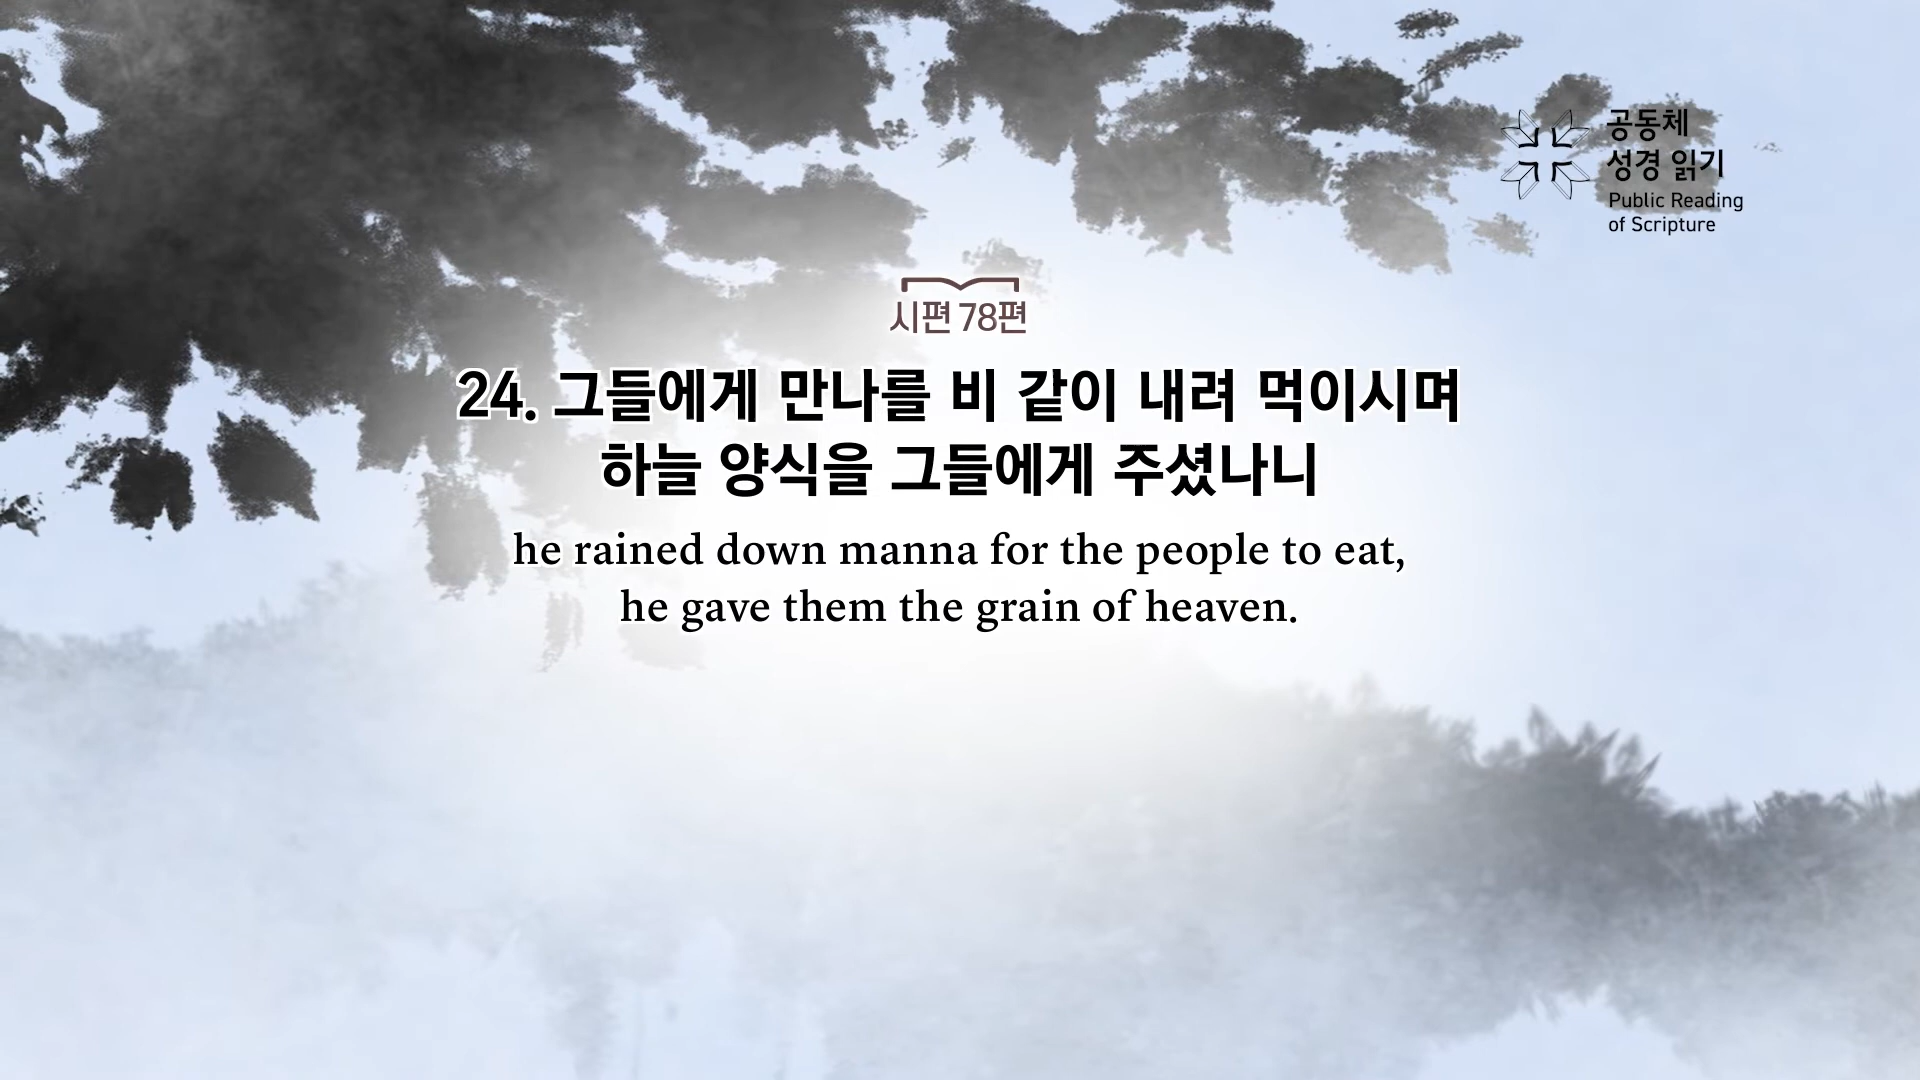 공동체
성경 읽기
Public Reading
of Scripture
시편 78편
24. 그들에게 만나를 비 같이 내려 먹이시며
하늘 양식을 그들에게 주셨나니
he rained down manna for the people to eat,
he gave them the grain of heaven.